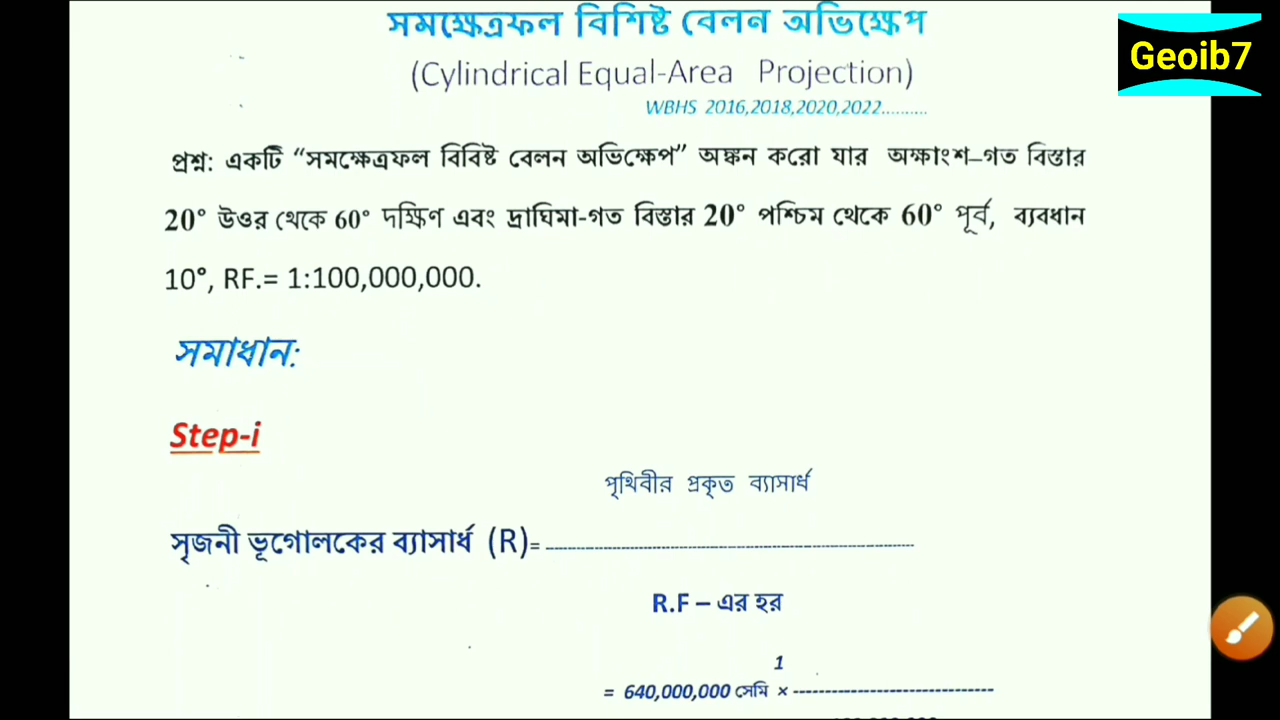 সমক্ষেত্রফল বিশিষ্ট বেলন অভিক্ষেপ
Geoib7
(Cylindrical Equal-Area Projection)
WBHS 2016,2018,2020,2022..........
প্রশ্ন: একটি “সমক্ষেত্রফল বিবিষ্ট বেলন অভিক্ষেপ” অঙ্কন করো যার অক্ষাংশ–গত বিস্তার
20° উওর থেকে 60° দক্ষিণ এবং দ্রাঘিমা-গত বিস্তার 20° পশ্চিম থেকে 60° পূর্ব, ব্যবধান
10°, RF.= 1:100,000,000.
সমাধান:
Step-i
পৃথিবীর প্রকৃত ব্যাসার্ধ
সৃজনী ভূগোলকের ব্যাসার্ধ (R)=
R.F – এর হর
1
= 640,000,000 সেমি ×